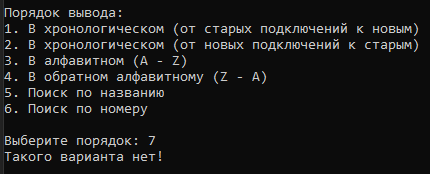 Порядок вывода:
1. В хронологическом (от старых подключений к новым)
2. В хронологическом (от новых подключений к старым)
3. В алфавитном (A - Z)
4. В обратном алфавитному (Z - A)
5. Поиск по названию
6. Поиск по номеру
Выберите порядок: 7
Такого варианта нет!